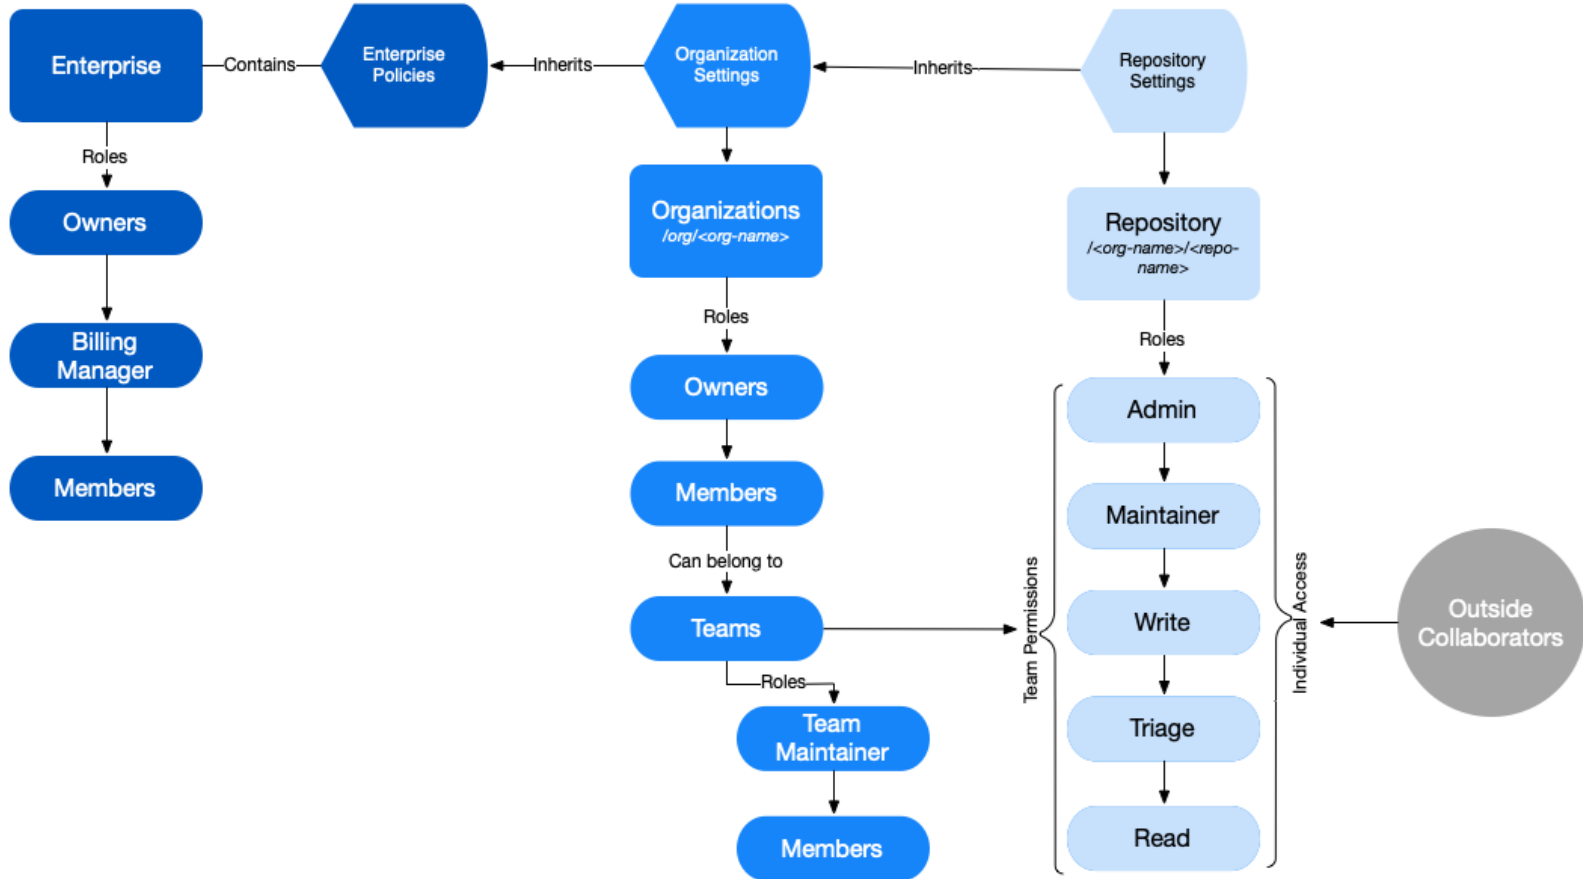 Enterprise
Contains
Enterprise
Policies
Inherits
Organization
Settings
Inherits
Repository
Settings
Roles
Owners
Billing
Manager
Members
Organizations
/org/<org-name>
Roles
Owners
Members
Can belong to
Teams
Roles
Team
Maintainer
Members
Repository
/<org-name>/<repo-
name>
Roles
Team Permissions
Admin
Maintainer
Write
Triage
Read
Individual Access
Outside
Collaborators